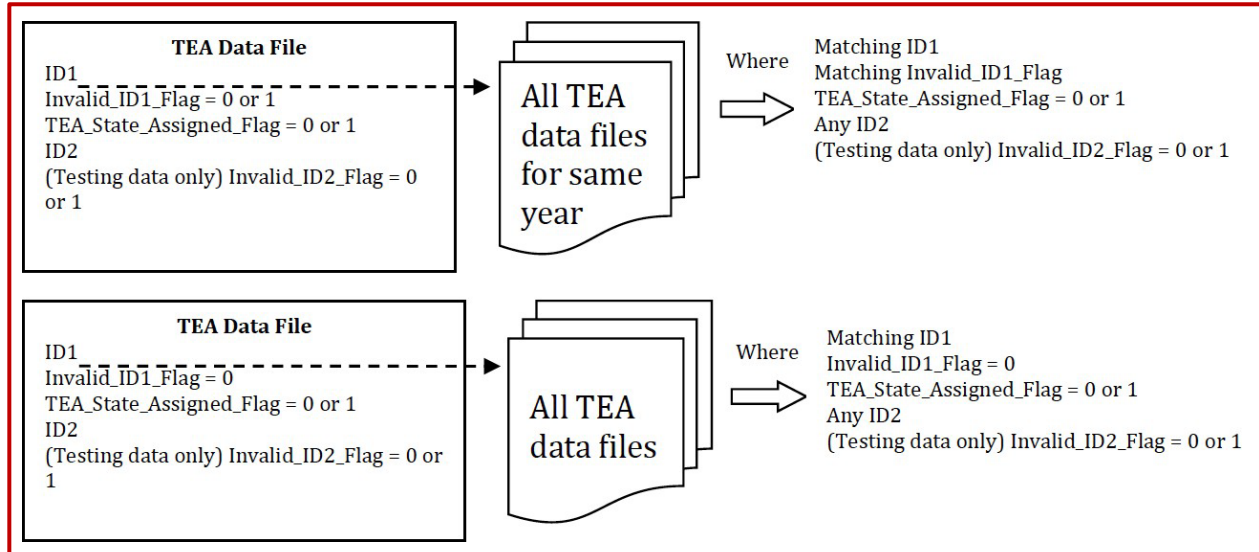 TEA Data File
ID1
Invalid_ID1_Flag = 0 or 1
TEA_State_Assigned_Flag = 0 or 1
ID2
(Testing data only) Invalid_ID2_Flag = 0
or 1
All TEA
data files
for same
year
Where
Matching ID1
Matching Invalid_ID1_Flag
TEA_State_Assigned_Flag = 0 or 1
Any ID2
(Testing data only) Invalid_ID2_Flag = 0 or 1
TEA Data File
ID1
Invalid_ID1_Flag = 0
TEA_State_Assigned_Flag = 0 or 1
ID2
(Testing data only) Invalid_ID2_Flag = 0 or
1
All TEA
data files
Where
Matching ID1
Invalid_ID1_Flag = 0
TEA_State_Assigned_Flag = 0 or 1
Any ID2
(Testing data only) Invalid_ID2_Flag = 0 or 1